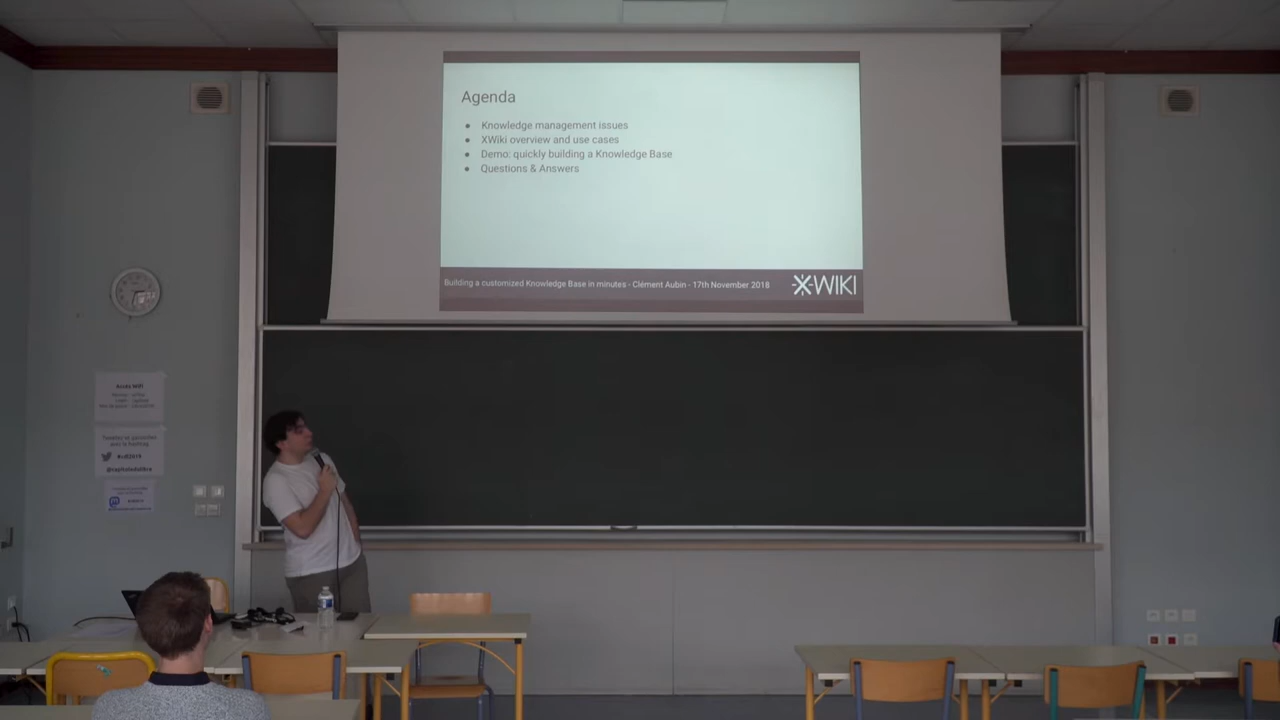 Agenda
● Knowledge management issues
● XWiki overview and use cases
● Demo: quickly building a Knowledge Base
● Questions & Answers
Building a customized Knowledge Base in minutes - Clément Aubin - 17th November 2018
XWIKI
Accès Wifi